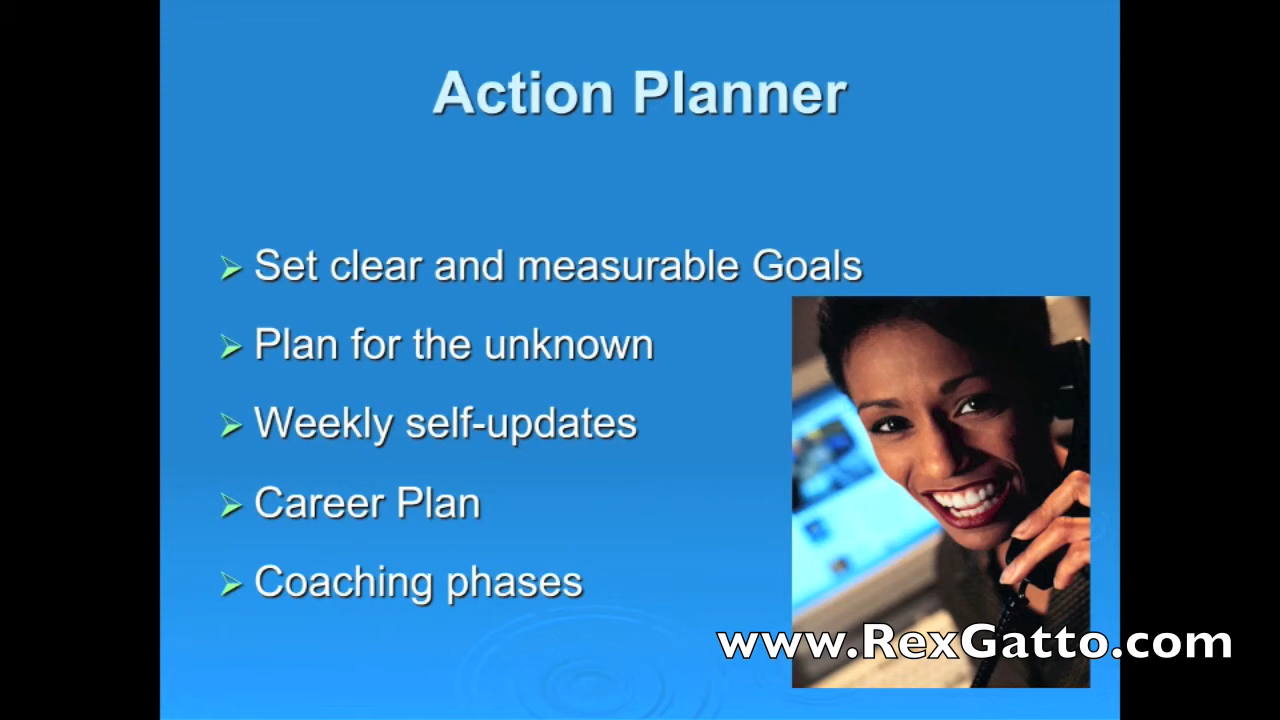 Action Planner
Set clear and measurable Goals
Plan for the unknown
Weekly self-updates
Career Plan
Coaching phases
www.RexGatto.com